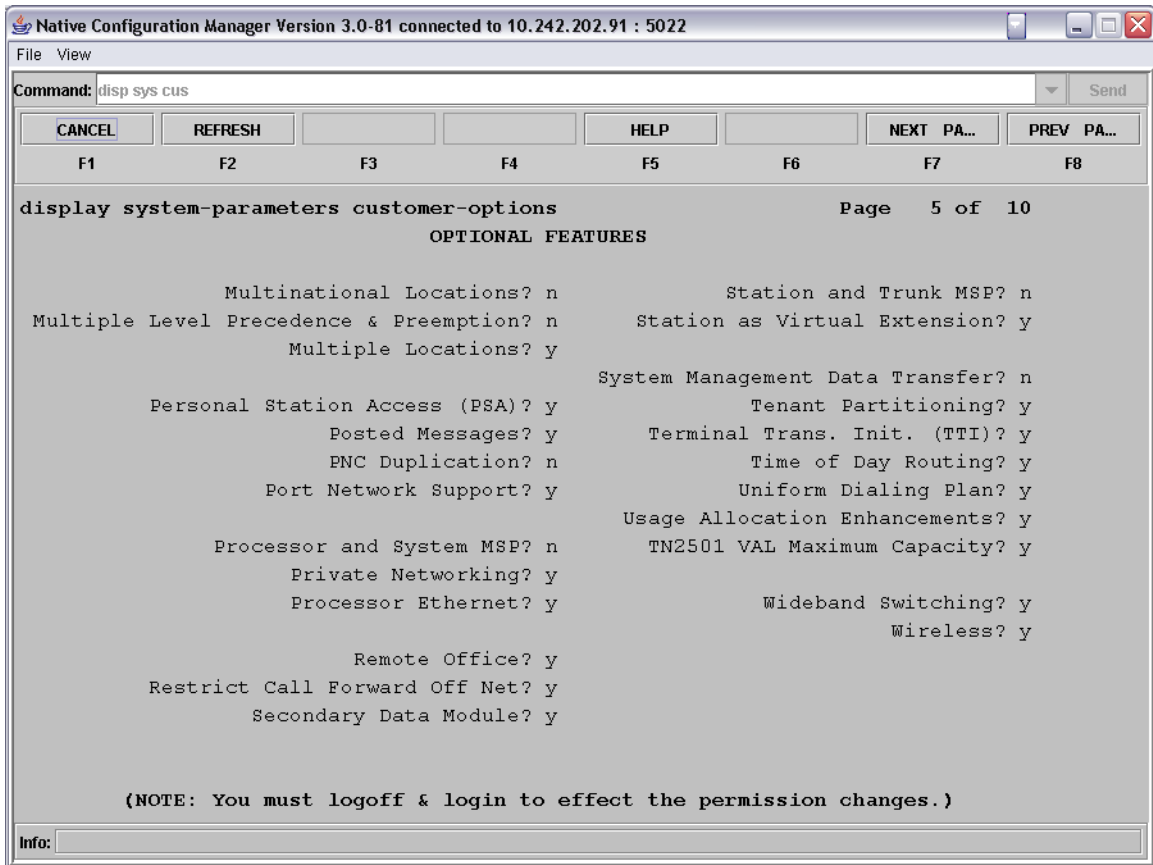 Native Configuration Manager Version 3.0-81 connected to 10.242.202.91 : 5022
File View
Command: disp sys cus Send
CANCEL REFRESH HELP NEXT PA... PREV PA...
F1 F2 F3 F4 F5 F6 F7 F8
display system-parameters customer-options Page 5 of 10
OPTIONAL FEATURES
Multinational Locations? n Station and Trunk MSP? n
Multiple Level Precedence & Preemption? n Station as Virtual Extension? y
Multiple Locations? y
System Management Data Transfer? n
Personal Station Access (PSA)? y Tenant Partitioning? y
Posted Messages? y Terminal Trans. Init. (TTI)? y
PNC Duplication? n Time of Day Routing? y
Port Network Support? y Uniform Dialing Plan? y
Usage Allocation Enhancements? y
Processor and System MSP? n TN2501 VAL Maximum Capacity? y
Private Networking? y
Processor Ethernet? y Wideband Switching? y
Wireless? y
Remote Office? y
Restrict Call Forward Off Net? y
Secondary Data Module? y
(NOTE: You must logoff & login to effect the permission changes.)
Info: